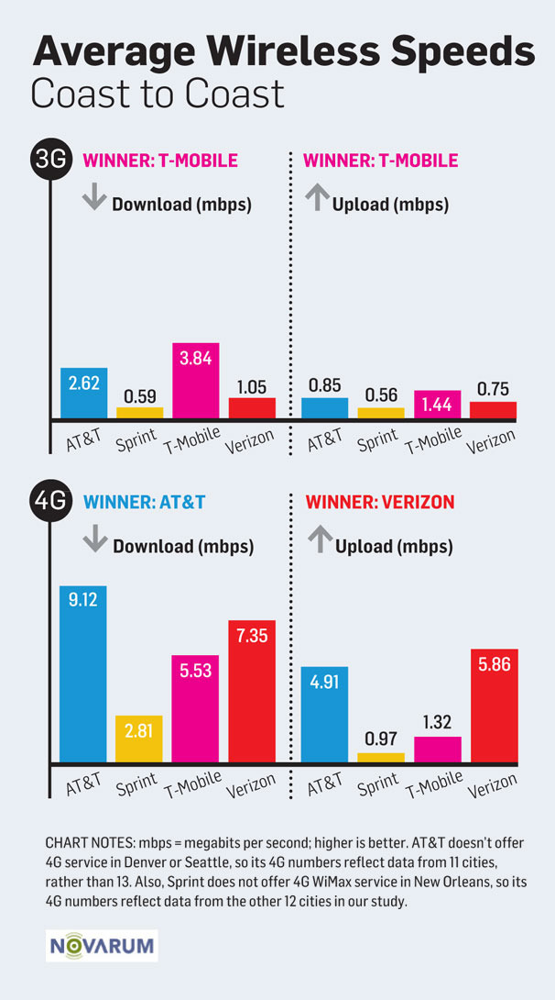 Average Wireless Speeds
Coast to Coast
3G
WINNER: T-MOBILE
Download (mbps)
2.62
0.59
3.84
1.05
AT&T
Sprint
T-Mobile
Verizon
WINNER: T-MOBILE
Upload (mbps)
0.85
0.56
1.44
0.75
AT&T
Sprint
T-Mobile
Verizon
4G
WINNER: AT&T
Download (mbps)
9.12
2.81
5.53
7.35
AT&T
Sprint
T-Mobile
Verizon
WINNER: VERIZON
Upload (mbps)
4.91
0.97
1.32
5.86
AT&T
Sprint
T-Mobile
Verizon
CHART NOTES: mbps = megabits per second; higher is better. AT&T doesn't offer
4G service in Denver or Seattle, so its 4G numbers reflect data from 11 cities,
rather than 13. Also, Sprint does not offer 4G WiMax service in New Orleans, so its
4G numbers reflect data from the other 12 cities in our study.
NOVARUM